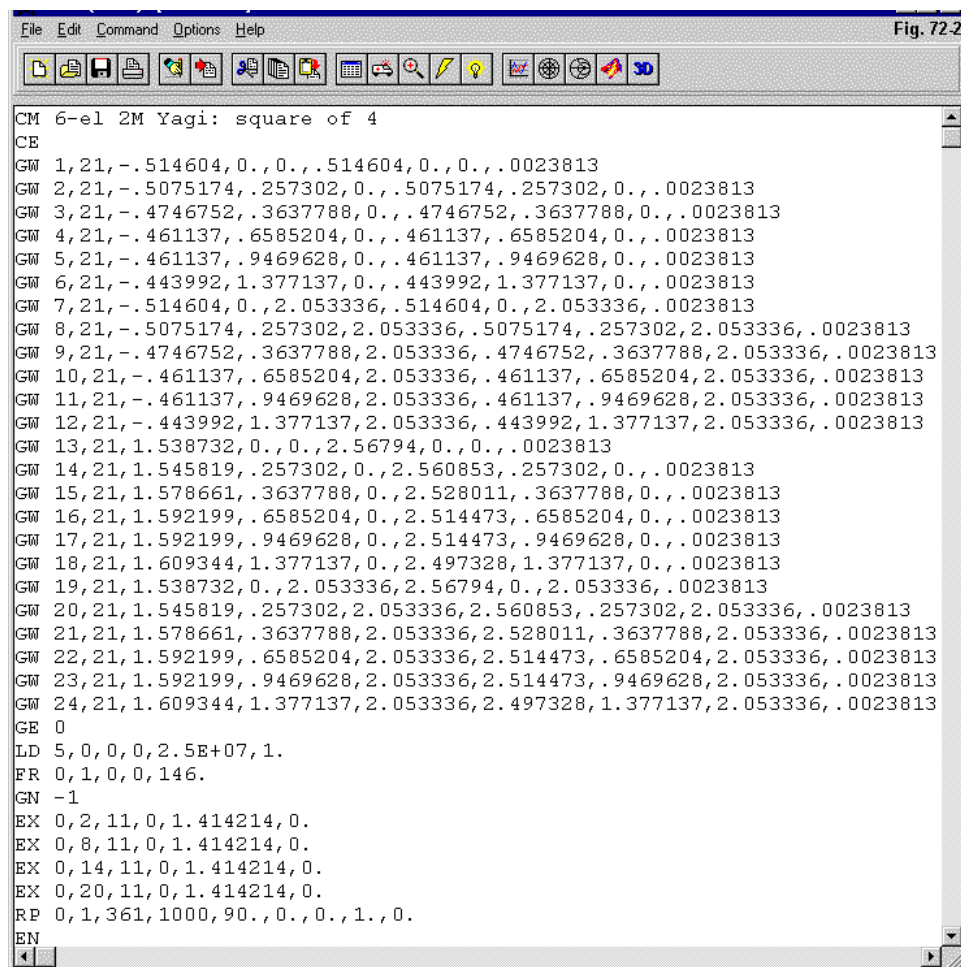 File Edit Command Options Help Fig. 72-2
3D
CM 6-el 2M Yagi: square of 4
CE
GW 1,21,-.514604,0.,0.,.514604,0.,0.,.0023813
GW 2,21,-.5075174,.257302,0.,.5075174,.257302,0.,.0023813
GW 3,21,-.4746752,.3637788,0.,.4746752,.3637788,0.,.0023813
GW 4,21,-.461137,.6585204,0.,.461137,.6585204,0.,.0023813
GW 5,21,-.461137,.9469628,0.,.461137,.9469628,0.,.0023813
GW 6,21,-.443992,1.377137,0.,.443992,1.377137,0.,.0023813
GW 7,21,-.514604,0.,2.053336,.514604,0.,2.053336,.0023813
GW 8,21,-.5075174,.257302,2.053336,.5075174,.257302,2.053336,.0023813
GW 9,21,-.4746752,.3637788,2.053336,.4746752,.3637788,2.053336,.0023813
GW 10,21,-.461137,.6585204,2.053336,.461137,.6585204,2.053336,.0023813
GW 11,21,-.461137,.9469628,2.053336,.461137,.9469628,2.053336,.0023813
GW 12,21,-.443992,1.377137,2.053336,.443992,1.377137,2.053336,.0023813
GW 13,21,1.538732,0.,0.,2.56794,0.,0.,.0023813
GW 14,21,1.545819,.257302,0.,2.560853,.257302,0.,.0023813
GW 15,21,1.578661,.3637788,0.,2.528011,.3637788,0.,.0023813
GW 16,21,1.592199,.6585204,0.,2.514473,.6585204,0.,.0023813
GW 17,21,1.592199,.9469628,0.,2.514473,.9469628,0.,.0023813
GW 18,21,1.609344,1.377137,0.,2.497328,1.377137,0.,.0023813
GW 19,21,1.538732,0.,2.053336,2.56794,0.,2.053336,.0023813
GW 20,21,1.545819,.257302,2.053336,2.560853,.257302,2.053336,.0023813
GW 21,21,1.578661,.3637788,2.053336,2.528011,.3637788,2.053336,.0023813
GW 22,21,1.592199,.6585204,2.053336,2.514473,.6585204,2.053336,.0023813
GW 23,21,1.592199,.9469628,2.053336,2.514473,.9469628,2.053336,.0023813
GW 24,21,1.609344,1.377137,2.053336,2.497328,1.377137,2.053336,.0023813
GE 0
LD 5,0,0,0,2.5E+07,1.
FR 0,1,0,0,146.
GN -1
EX 0,2,11,0,1.414214,0.
EX 0,8,11,0,1.414214,0.
EX 0,14,11,0,1.414214,0.
EX 0,20,11,0,1.414214,0.
RP 0,1,361,1000,90.,0.,0.,1.,0.
EN